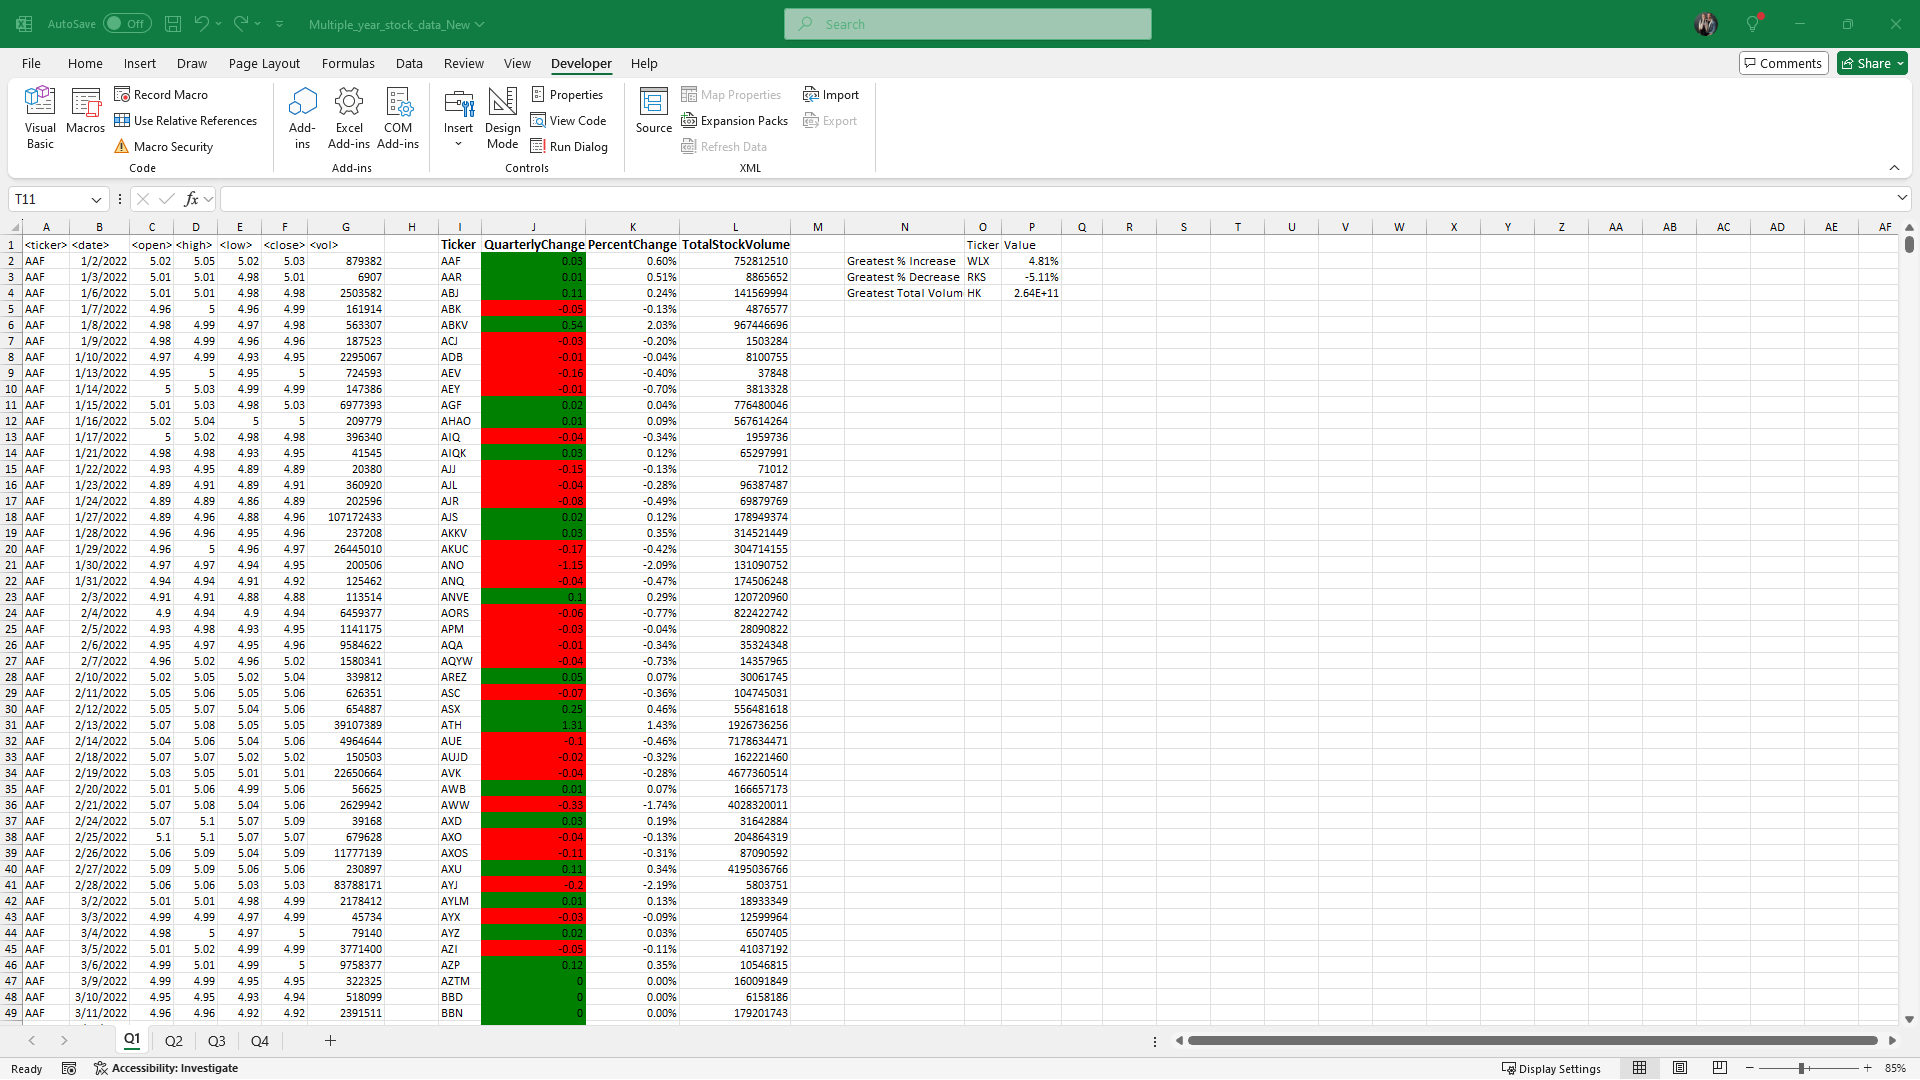 AutoSave Off Multiple_year_stock_data_New Search
File Home Insert Draw Page Layout Formulas Data Review View Developer Help Comments Share
Visual Basic
Macros
Record Macro
Use Relative References
Macro Security
Code
Add-ins
Excel Add-ins
COM Add-ins
Add-ins
Insert
Design Mode
Properties
View Code
Run Dialog
Controls
Source
Map Properties
Expansion Packs
Refresh Data
Import
Export
XML
T11 fx
A B C D E F G H I J K L M N O P Q R S T U V W X Y Z AA AB AC AD AE AF
1 <ticker> <date> <open> <high> <low> <close> <vol> Ticker QuarterlyChange PercentChange TotalStockVolume Ticker Value
2 AAF 1/2/2022 5.02 5.05 5.02 5.03 879382 AAF 0.03 0.60% 752812510 Greatest % Increase WLX 4.81%
3 AAF 1/3/2022 5.01 5.01 4.98 5.01 6907 AAR 0.01 0.51% 8865652 Greatest % Decrease RKS -5.11%
4 AAF 1/6/2022 5.01 5.01 4.98 4.98 2503582 ABJ 0.11 0.24% 141569994 Greatest Total Volum HK 2.64E+11
5 AAF 1/7/2022 4.96 5 4.96 4.99 161914 ABK -0.05 -0.13% 4876577
6 AAF 1/8/2022 4.98 4.99 4.97 4.98 563307 ABKV 0.54 2.03% 967446696
7 AAF 1/9/2022 4.98 4.99 4.96 4.96 187523 ACJ -0.03 -0.20% 1503284
8 AAF 1/10/2022 4.97 4.99 4.93 4.95 2295067 ADB -0.01 -0.04% 8100755
9 AAF 1/13/2022 4.95 5 4.95 5 724593 AEV -0.16 -0.40% 37848
10 AAF 1/14/2022 5 5.03 4.99 4.99 147386 AEY -0.01 -0.70% 3813328
11 AAF 1/15/2022 5.01 5.03 4.98 5.03 6977393 AGF 0.02 0.04% 776480046
12 AAF 1/16/2022 5.02 5.04 5 5 209779 AHAO 0.01 0.09% 567614264
13 AAF 1/17/2022 5 5.02 4.98 4.98 396340 AIQ -0.04 -0.34% 1959736
14 AAF 1/21/2022 4.98 4.98 4.93 4.95 41545 AIQK 0.03 0.12% 65297991
15 AAF 1/22/2022 4.93 4.95 4.89 4.89 20380 AJJ -0.15 -0.13% 71012
16 AAF 1/23/2022 4.89 4.91 4.89 4.91 360920 AJL -0.04 -0.28% 96387487
17 AAF 1/24/2022 4.89 4.89 4.86 4.89 202596 AJR -0.08 -0.49% 69879769
18 AAF 1/27/2022 4.89 4.96 4.88 4.96 107172433 AJS 0.02 0.12% 178949374
19 AAF 1/28/2022 4.96 4.96 4.95 4.96 237208 AKKV 0.03 0.35% 314521449
20 AAF 1/29/2022 4.96 5 4.96 4.97 26445010 AKUC -0.17 -0.42% 304714155
21 AAF 1/30/2022 4.97 4.97 4.94 4.95 200506 ANO -1.15 -2.09% 131090752
22 AAF 1/31/2022 4.94 4.94 4.91 4.92 125462 ANQ -0.04 -0.47% 174506248
23 AAF 2/3/2022 4.91 4.91 4.88 4.88 113514 ANVE 0.1 0.29% 120720960
24 AAF 2/4/2022 4.9 4.94 4.9 4.94 6459377 AORS -0.06 -0.77% 822422742
25 AAF 2/5/2022 4.93 4.98 4.93 4.95 1141175 APM -0.03 -0.04% 28090822
26 AAF 2/6/2022 4.95 4.97 4.95 4.96 9584622 AQA -0.01 -0.34% 35324348
27 AAF 2/7/2022 4.96 5.02 4.96 5.02 1580341 AQYW -0.04 -0.73% 14357965
28 AAF 2/10/2022 5.02 5.05 5.02 5.04 339812 AREZ 0.05 0.07% 30061745
29 AAF 2/11/2022 5.05 5.06 5.05 5.06 626351 ASC -0.07 -0.36% 104745031
30 AAF 2/12/2022 5.05 5.07 5.04 5.06 654887 ASX 0.25 0.46% 556481618
31 AAF 2/13/2022 5.07 5.08 5.05 5.05 39107389 ATH 1.31 1.43% 1926736256
32 AAF 2/14/2022 5.04 5.06 5.04 5.06 4964644 AUE -0.1 -0.46% 7178634471
33 AAF 2/18/2022 5.07 5.07 5.02 5.02 150503 AUJD -0.02 -0.32% 162221460
34 AAF 2/19/2022 5.03 5.05 5.01 5.01 22650664 AVK -0.04 -0.28% 4677360514
35 AAF 2/20/2022 5.01 5.06 4.99 5.06 56625 AWB 0.01 0.07% 166657173
36 AAF 2/21/2022 5.07 5.08 5.04 5.06 2629942 AWW -0.33 -1.74% 4028320011
37 AAF 2/24/2022 5.07 5.1 5.07 5.09 39168 AXD 0.03 0.19% 31642884
38 AAF 2/25/2022 5.1 5.1 5.07 5.07 679628 AXO -0.04 -0.13% 204864319
39 AAF 2/26/2022 5.06 5.09 5.04 5.09 11777139 AXOS -0.11 -0.31% 87090592
40 AAF 2/27/2022 5.09 5.09 5.06 5.06 230897 AXU 0.11 0.34% 4195036766
41 AAF 2/28/2022 5.06 5.06 5.03 5.03 83788171 AYJ -0.2 -2.19% 5803751
42 AAF 3/2/2022 5.01 5.01 4.98 4.99 2178412 AYLM 0.01 0.13% 18933349
43 AAF 3/3/2022 4.99 4.99 4.97 4.99 45734 AYX -0.03 -0.09% 12599964
44 AAF 3/4/2022 4.98 5 4.97 5 79140 AYZ 0.02 0.03% 6507405
45 AAF 3/5/2022 5.01 5.02 4.99 4.99 3771400 AZI -0.05 -0.11% 41037192
46 AAF 3/6/2022 4.99 5.01 4.99 5 9758377 AZP 0.12 0.35% 10546815
47 AAF 3/9/2022 4.99 4.99 4.95 4.95 322325 AZTM 0 0.00% 160091849
48 AAF 3/10/2022 4.95 4.95 4.93 4.94 518099 BBD 0 0.00% 6158186
49 AAF 3/11/2022 4.96 4.96 4.92 4.92 2391511 BBN 0 0.00% 179201743
Q1 Q2 Q3 Q4 +
Ready Accessibility: Investigate Display Settings 85%